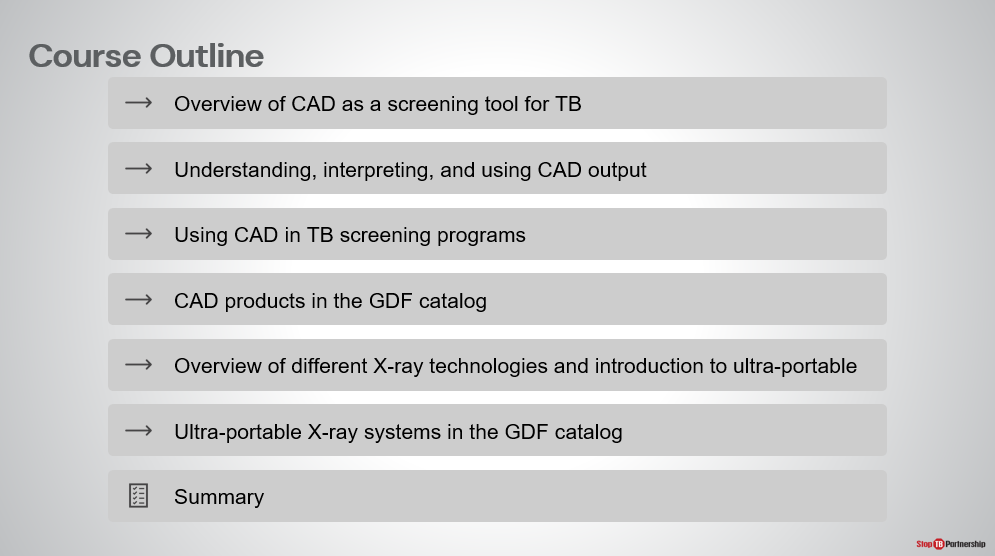 Course Outline
Overview of CAD as a screening tool for TB
Understanding, interpreting, and using CAD output
Using CAD in TB screening programs
CAD products in the GDF catalog
Overview of different X-ray technologies and introduction to ultra-portable
Ultra-portable X-ray systems in the GDF catalog
Summary
Stop TB Partnership